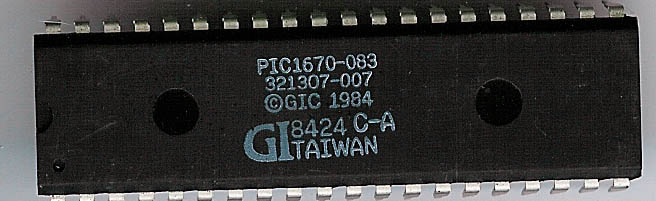 PIC1670-083
321307-007
©GIC 1984
GI 8424 C-A
TAIWAN